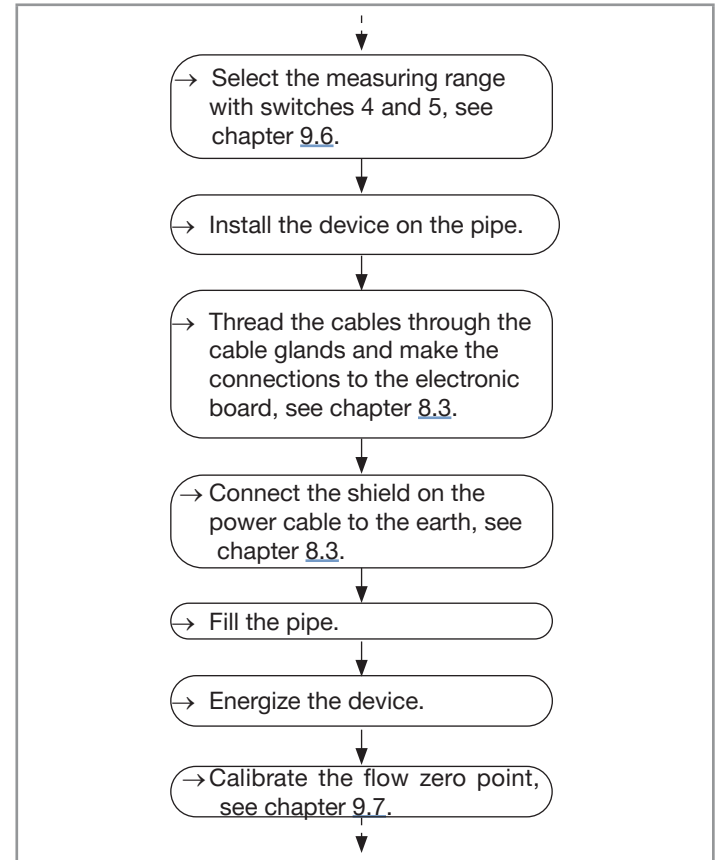 → Select the measuring range
with switches 4 and 5, see
chapter 9.6.
→ Install the device on the pipe.
→ Thread the cables through the
cable glands and make the
connections to the electronic
board, see chapter 8.3.
→ Connect the shield on the
power cable to the earth, see
chapter 8.3.
→ Fill the pipe.
→ Energize the device.
→ Calibrate the flow zero point,
see chapter 9.7.